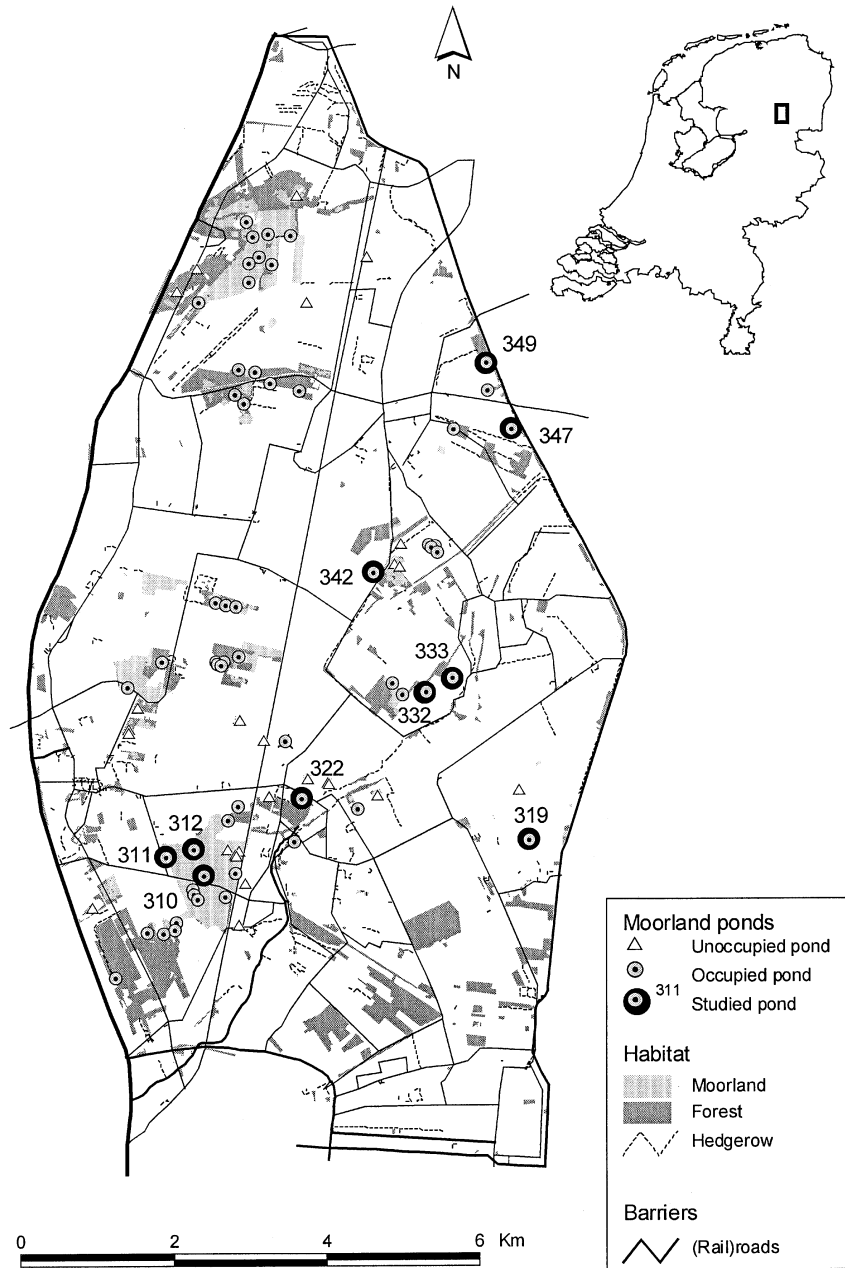 N
349
347
342
333
332
322
319
312
311
310
Moorland ponds
Unoccupied pond
Occupied pond
311 Studied pond
Habitat
Moorland
Forest
Hedgerow
Barriers
(Rail)roads
0 2 4 6 Km